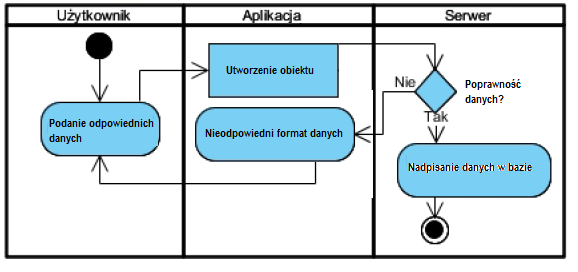 Użytkownik
Aplikacja
Serwer
Utworzenie obiektu
Nie
Poprawność
danych?
Podanie odpowiednich
danych
Nieodpowiedni format danych
Tak
Nadpisanie danych w bazie